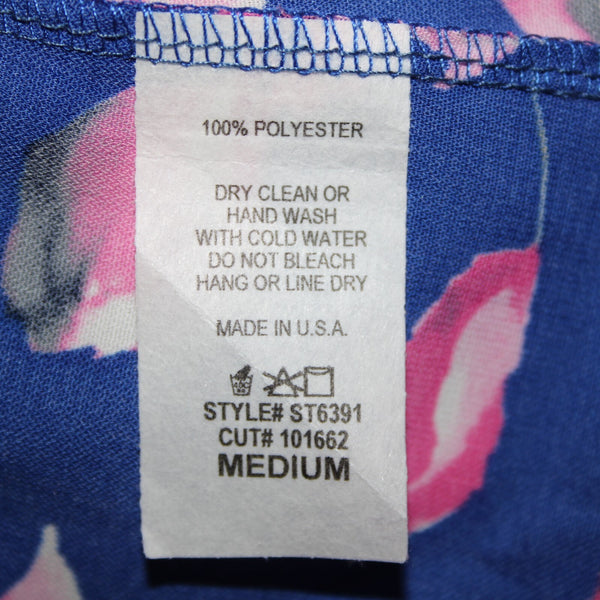 100% POLYESTER
DRY CLEAN OR
HAND WASH
WITH COLD WATER
DO NOT BLEACH
HANG OR LINE DRY
MADE IN U.S.A.
STYLE# ST6391
CUT# 101662
MEDIUM